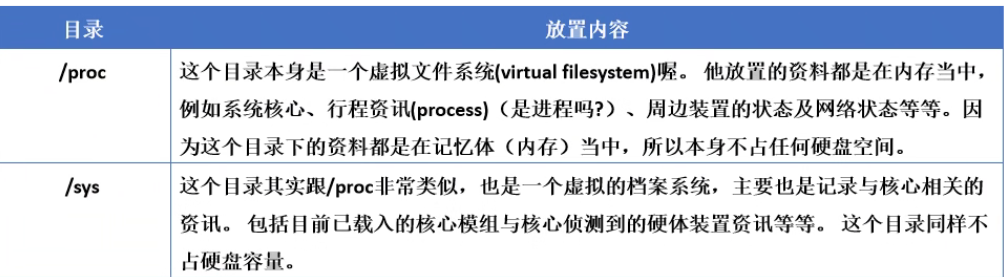 目录 放置内容
/proc 这个目录本身是一个虚拟文件系统(virtual filesystem)喔。 他放置的资料都是在内存当中，
例如系统核心、行程资讯(process)（是进程吗?）、周边装置的状态及网络状态等等。因
为这个目录下的资料都是在记忆体（内存）当中，所以本身不占任何硬盘空间。
/sys 这个目录其实跟/proc非常类似，也是一个虚拟的档案系统，主要也是记录与核心相关的
资讯。 包括目前已载入的核心模组与核心侦测到的硬体装置资讯等等。 这个目录同样不
占硬盘容量。